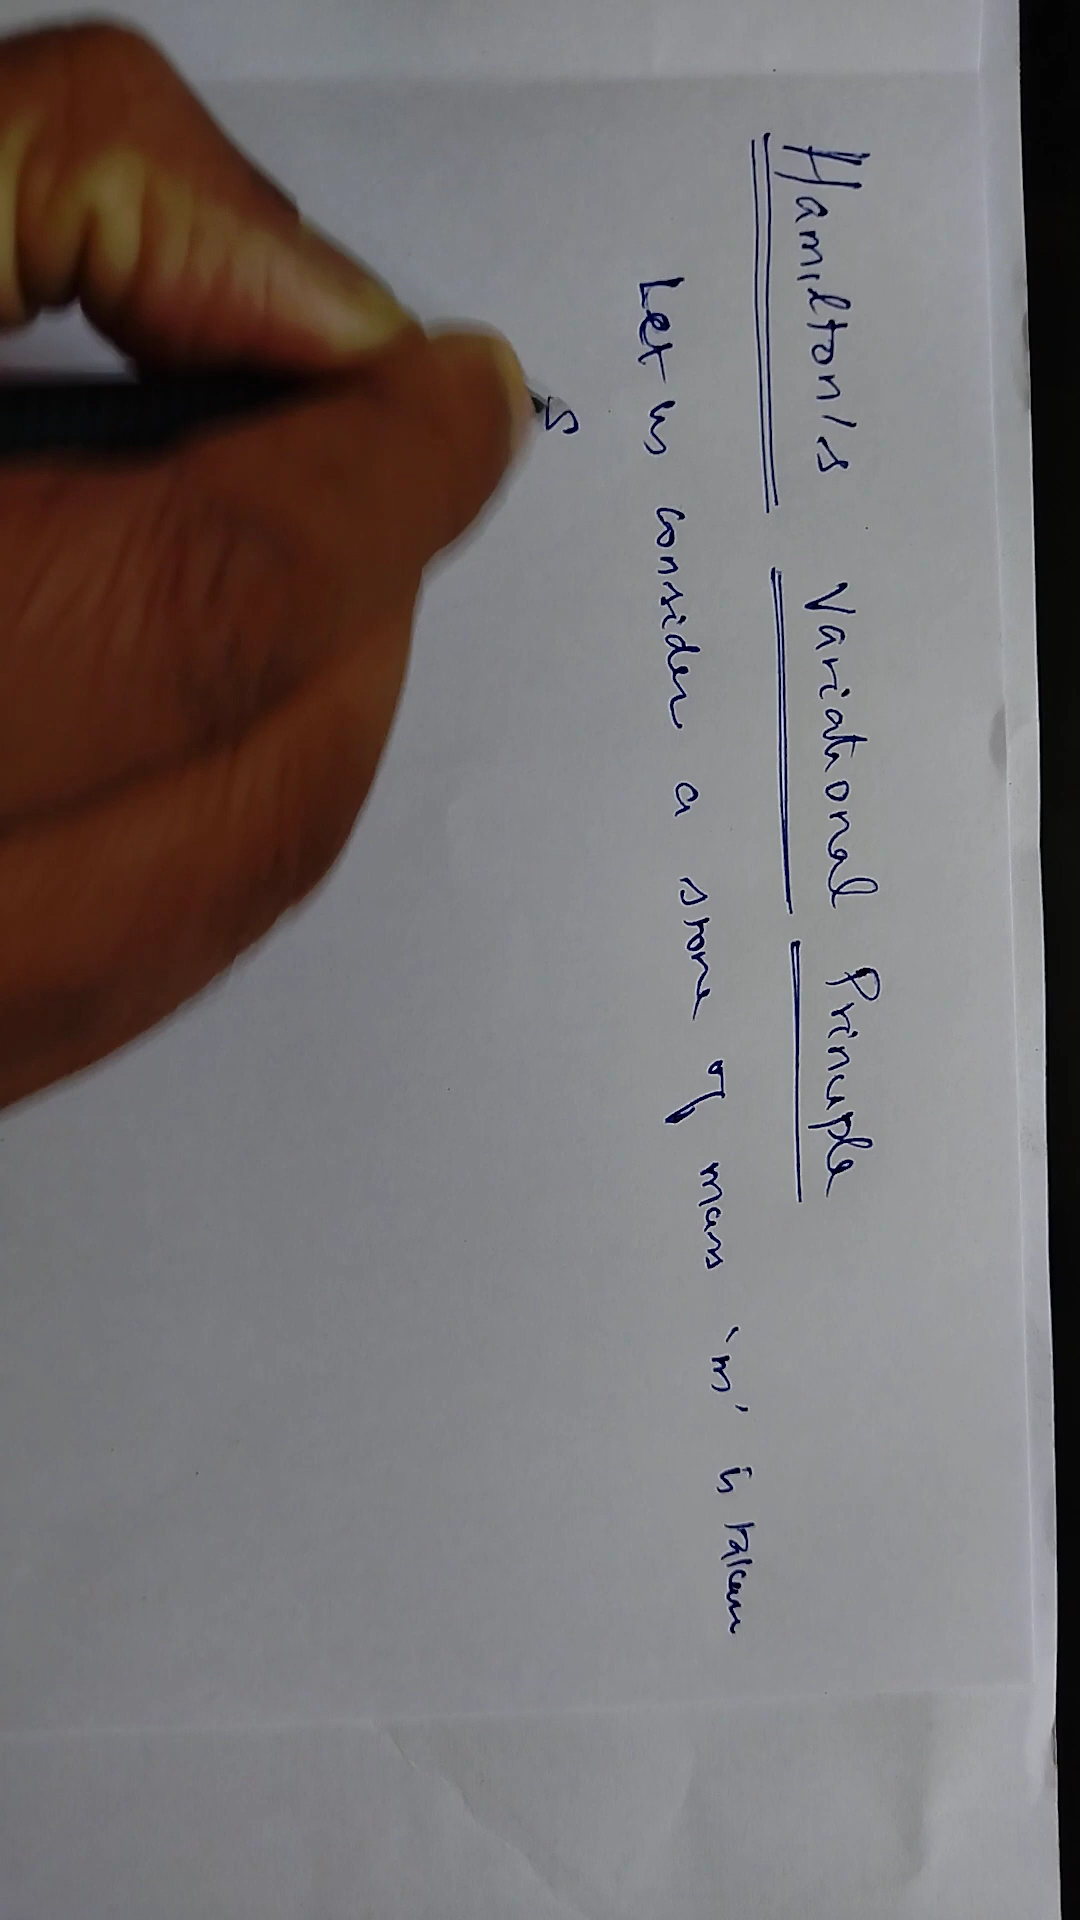 Hamilton's Variational Principle
Let us consider a stone of mass 'm' is taken